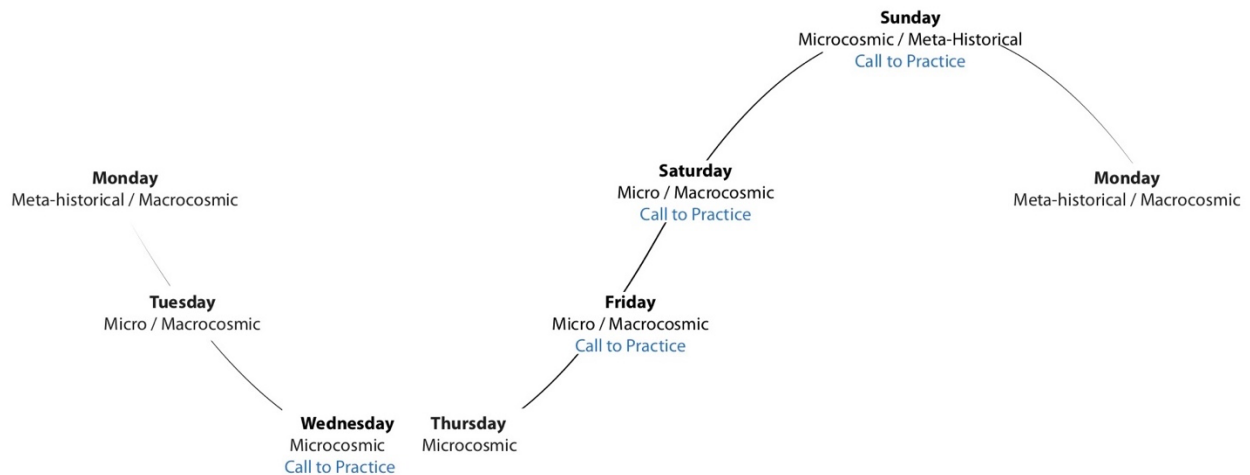 Sunday
Microcosmic / Meta-Historical
Call to Practice
Saturday
Micro / Macrocosmic
Call to Practice
Monday
Meta-historical / Macrocosmic
Monday
Meta-historical / Macrocosmic
Tuesday
Micro / Macrocosmic
Friday
Micro / Macrocosmic
Call to Practice
Wednesday
Microcosmic
Call to Practice
Thursday
Microcosmic